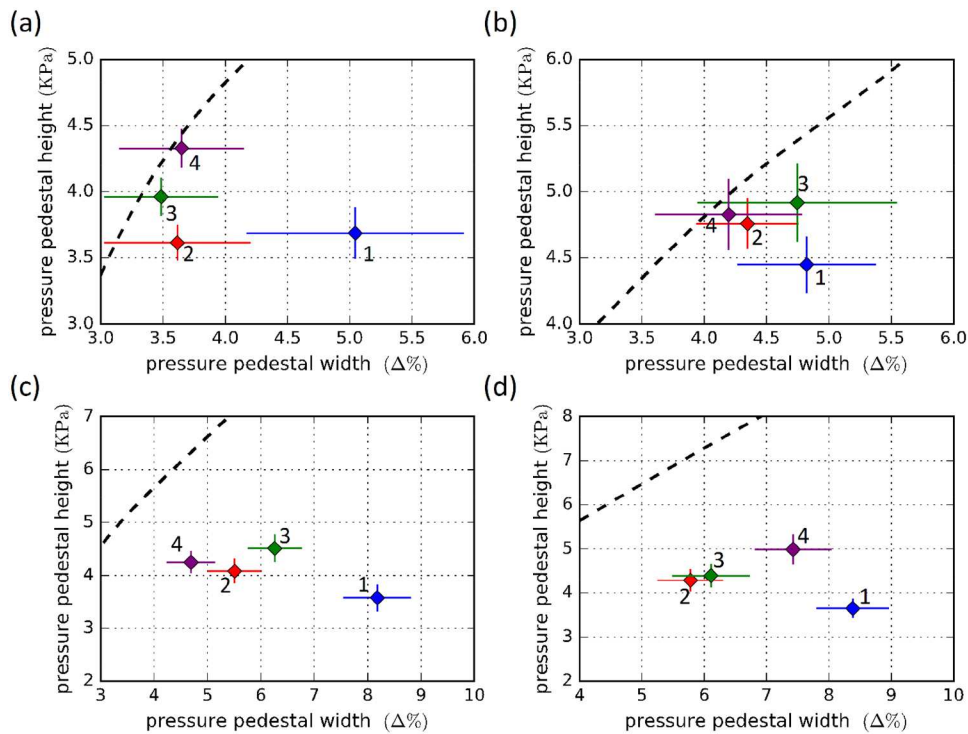 (a)
5.0
4.5
4.0
3.5
3.0
pressure pedestal height (KPa)
4
3
2
1
3.0 3.5 4.0 4.5 5.0 5.5 6.0
pressure pedestal width (Δ%)
(b)
6.0
5.5
5.0
4.5
4.0
pressure pedestal height (KPa)
3
4
2
1
3.0 3.5 4.0 4.5 5.0 5.5 6.0
pressure pedestal width (Δ%)
(c)
7
6
5
4
3
2
pressure pedestal height (KPa)
4
3
2
1
3 4 5 6 7 8 9 10
pressure pedestal width (Δ%)
(d)
8
7
6
5
4
3
2
pressure pedestal height (KPa)
4
3
2
1
4 5 6 7 8 9 10
pressure pedestal width (Δ%)